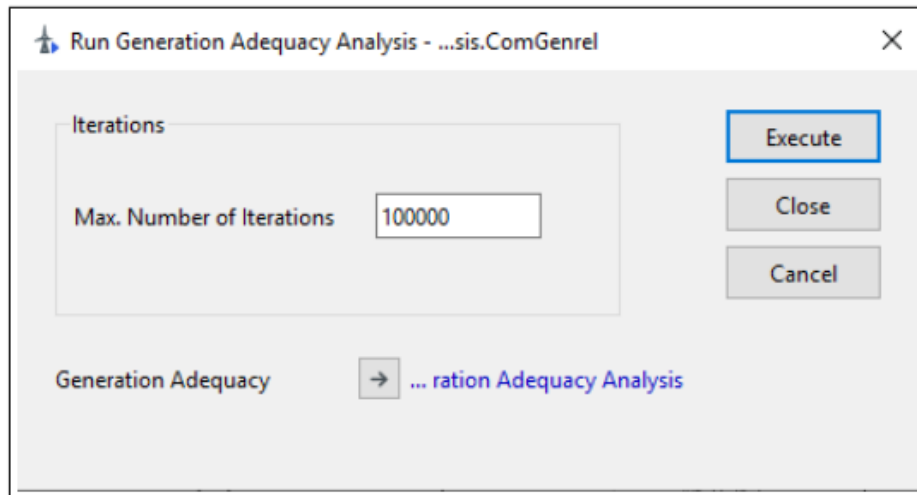 Run Generation Adequacy Analysis - ...sis.ComGenrel
Iterations
Execute
Max. Number of Iterations 100000
Close
Cancel
Generation Adequacy ... ration Adequacy Analysis